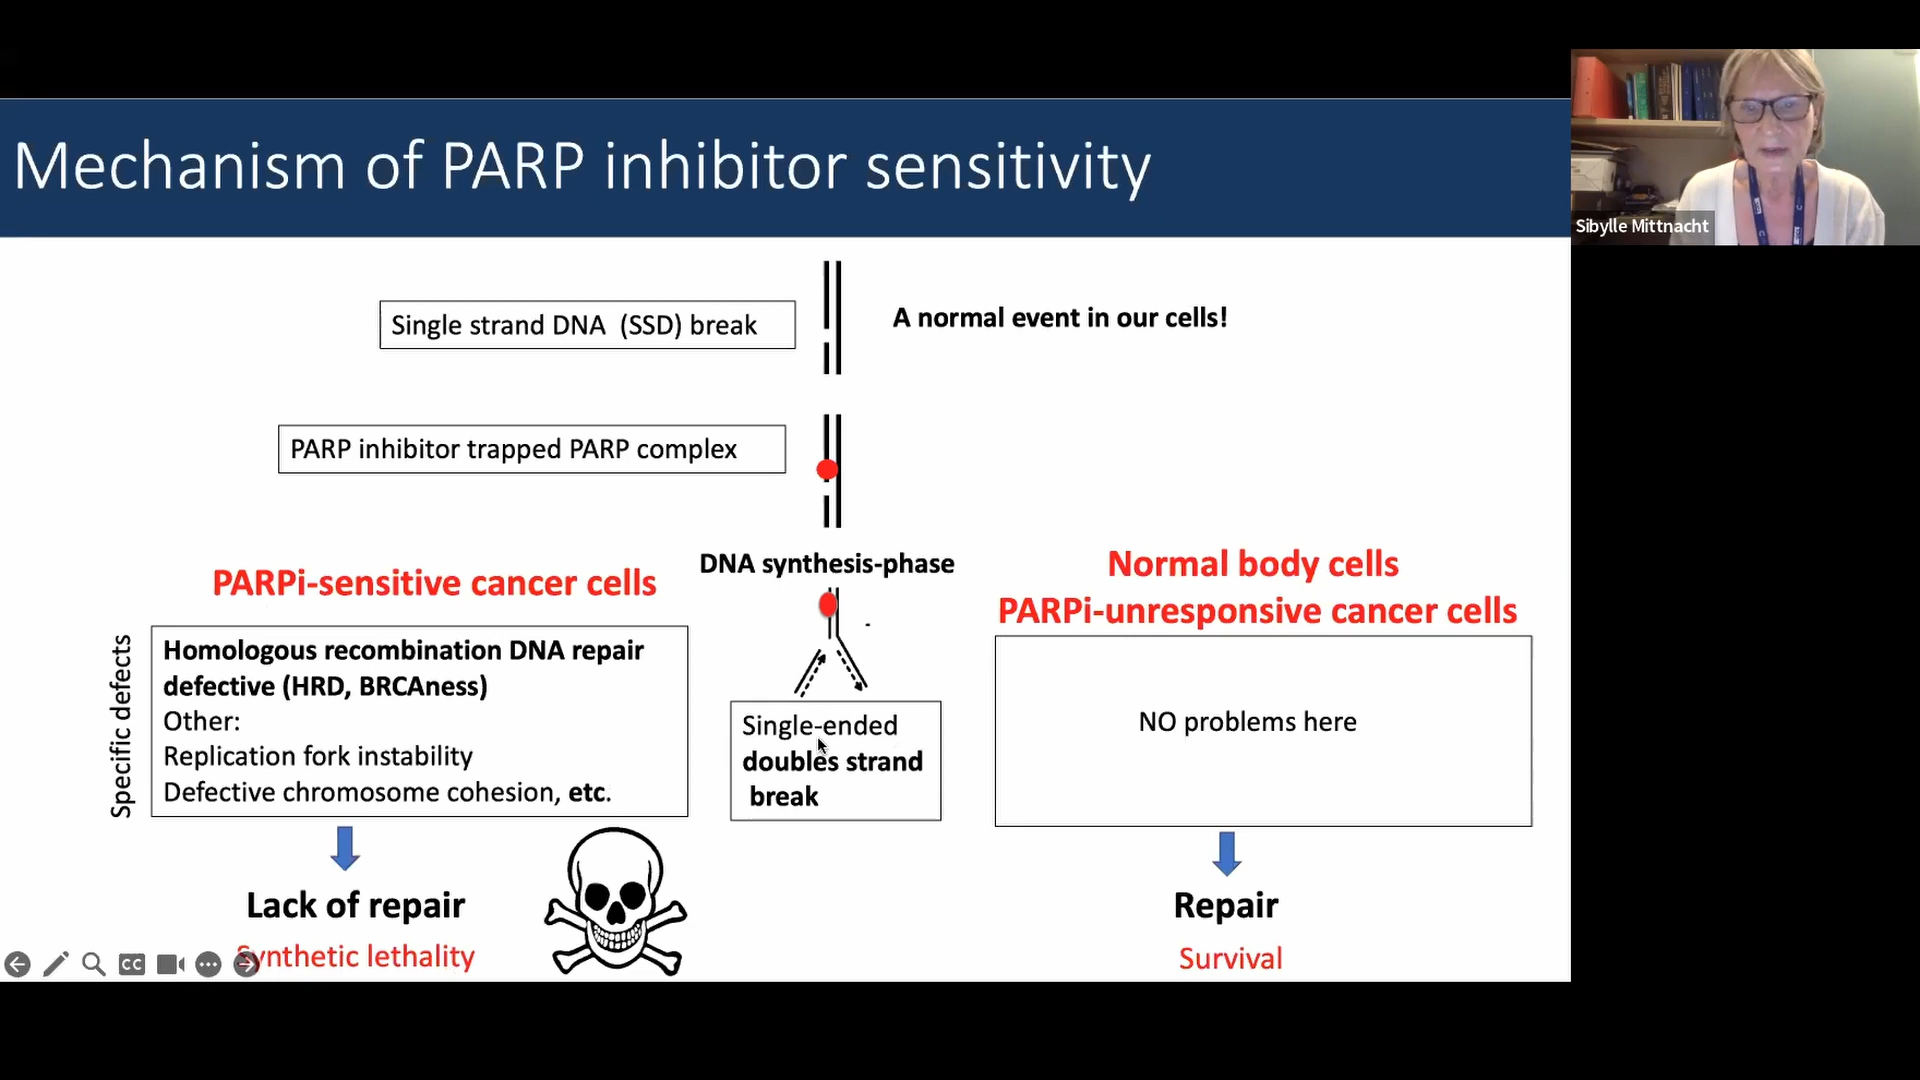 Mechanism of PARP inhibitor sensitivity
Sibylle Mittnacht
Single strand DNA (SSD) break
A normal event in our cells!
PARP inhibitor trapped PARP complex
DNA synthesis-phase
PARPi-sensitive cancer cells
Normal body cells
PARPi-unresponsive cancer cells
Specific defects
Homologous recombination DNA repair
defective (HRD, BRCAness)
Other:
Replication fork instability
Defective chromosome cohesion, etc.
Single-ended
doubles strand
break
NO problems here
Lack of repair
Synthetic lethality
Repair
Survival
CC